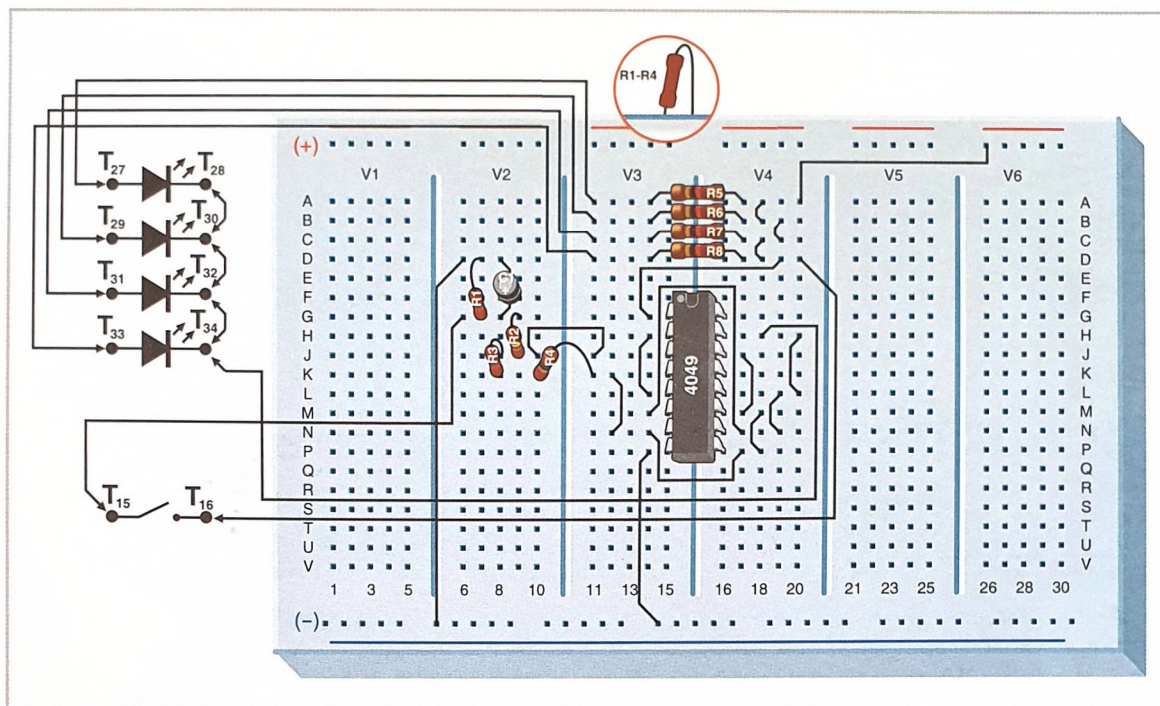 R1-R4
(+)
V1 V2 V3 V4 V5 V6
T27 T28
T29 T30
T31 T32
T33 T34
T15 T16
A A
B B
C C
D D
E E
F F
G G
H H
J J
K K
L L
M M
N N
P P
Q Q
R R
S S
T T
U U
V V
R5
R6
R7
R8
R1
R2
R3
R4
4049
1 3 5 6 8 10 11 13 15 16 18 20 21 23 25 26 28 30
(-)